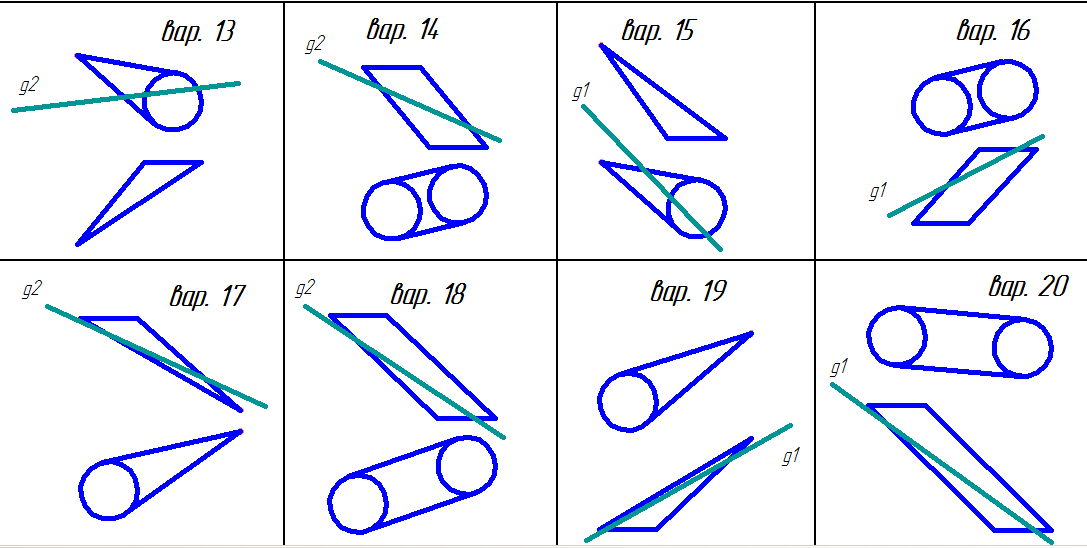 вар. 13
g2
вар. 14
g2
вар. 15
g1
вар. 16
g1
вар. 17
g2
вар. 18
g2
вар. 19
g1
вар. 20
g1